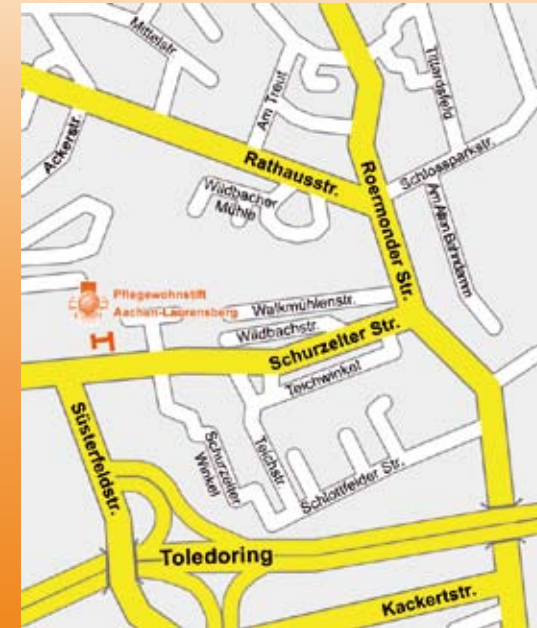 Mittelstr.
Tittardsfeld
Am Treut
Ackerstr.
Rathausstr.
Roermonder Str.
Schlossparkstr.
Wildbacher
Mühle
Am Alten Bahndamm
Pflegewohnstift
Aachen-Laurensberg
Walkmühlenstr.
Wildbachstr.
Schurzelter Str.
H
Teichwinkel
Süsterfeldstr.
Schurzelter
Winkel
Teichstr.
Schlottfelder Str.
Toledoring
Kackertstr.